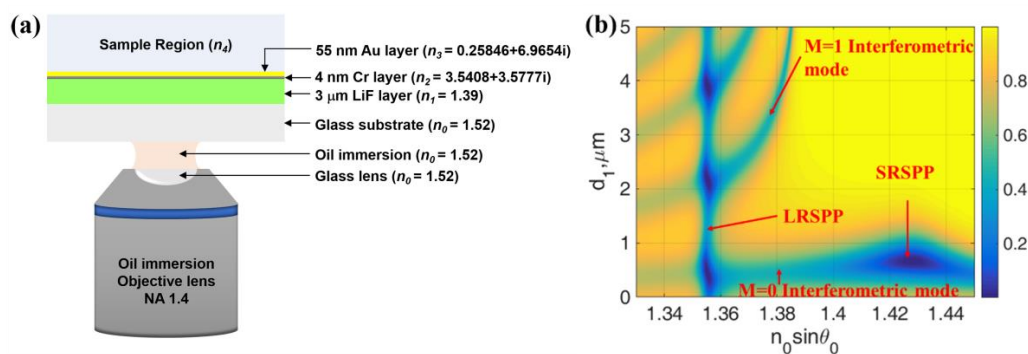 (a)
Sample Region (n4)
55 nm Au layer (n3 = 0.25846+6.9654i)
4 nm Cr layer (n2 = 3.5408+3.5777i)
3 μm LiF layer (n1 = 1.39)
Glass substrate (n0 = 1.52)
Oil immersion (n0 = 1.52)
Glass lens (n0 = 1.52)
Oil immersion
Objective lens
NA 1.4
(b)
M=1 Interferometric
mode
SRSPP
LRSPP
M=0 Interferometric mode
d1,μm
5
4
3
2
1
0
1.34
1.36
1.38
1.4
1.42
1.44
n0sinθ0
0.8
0.6
0.4
0.2